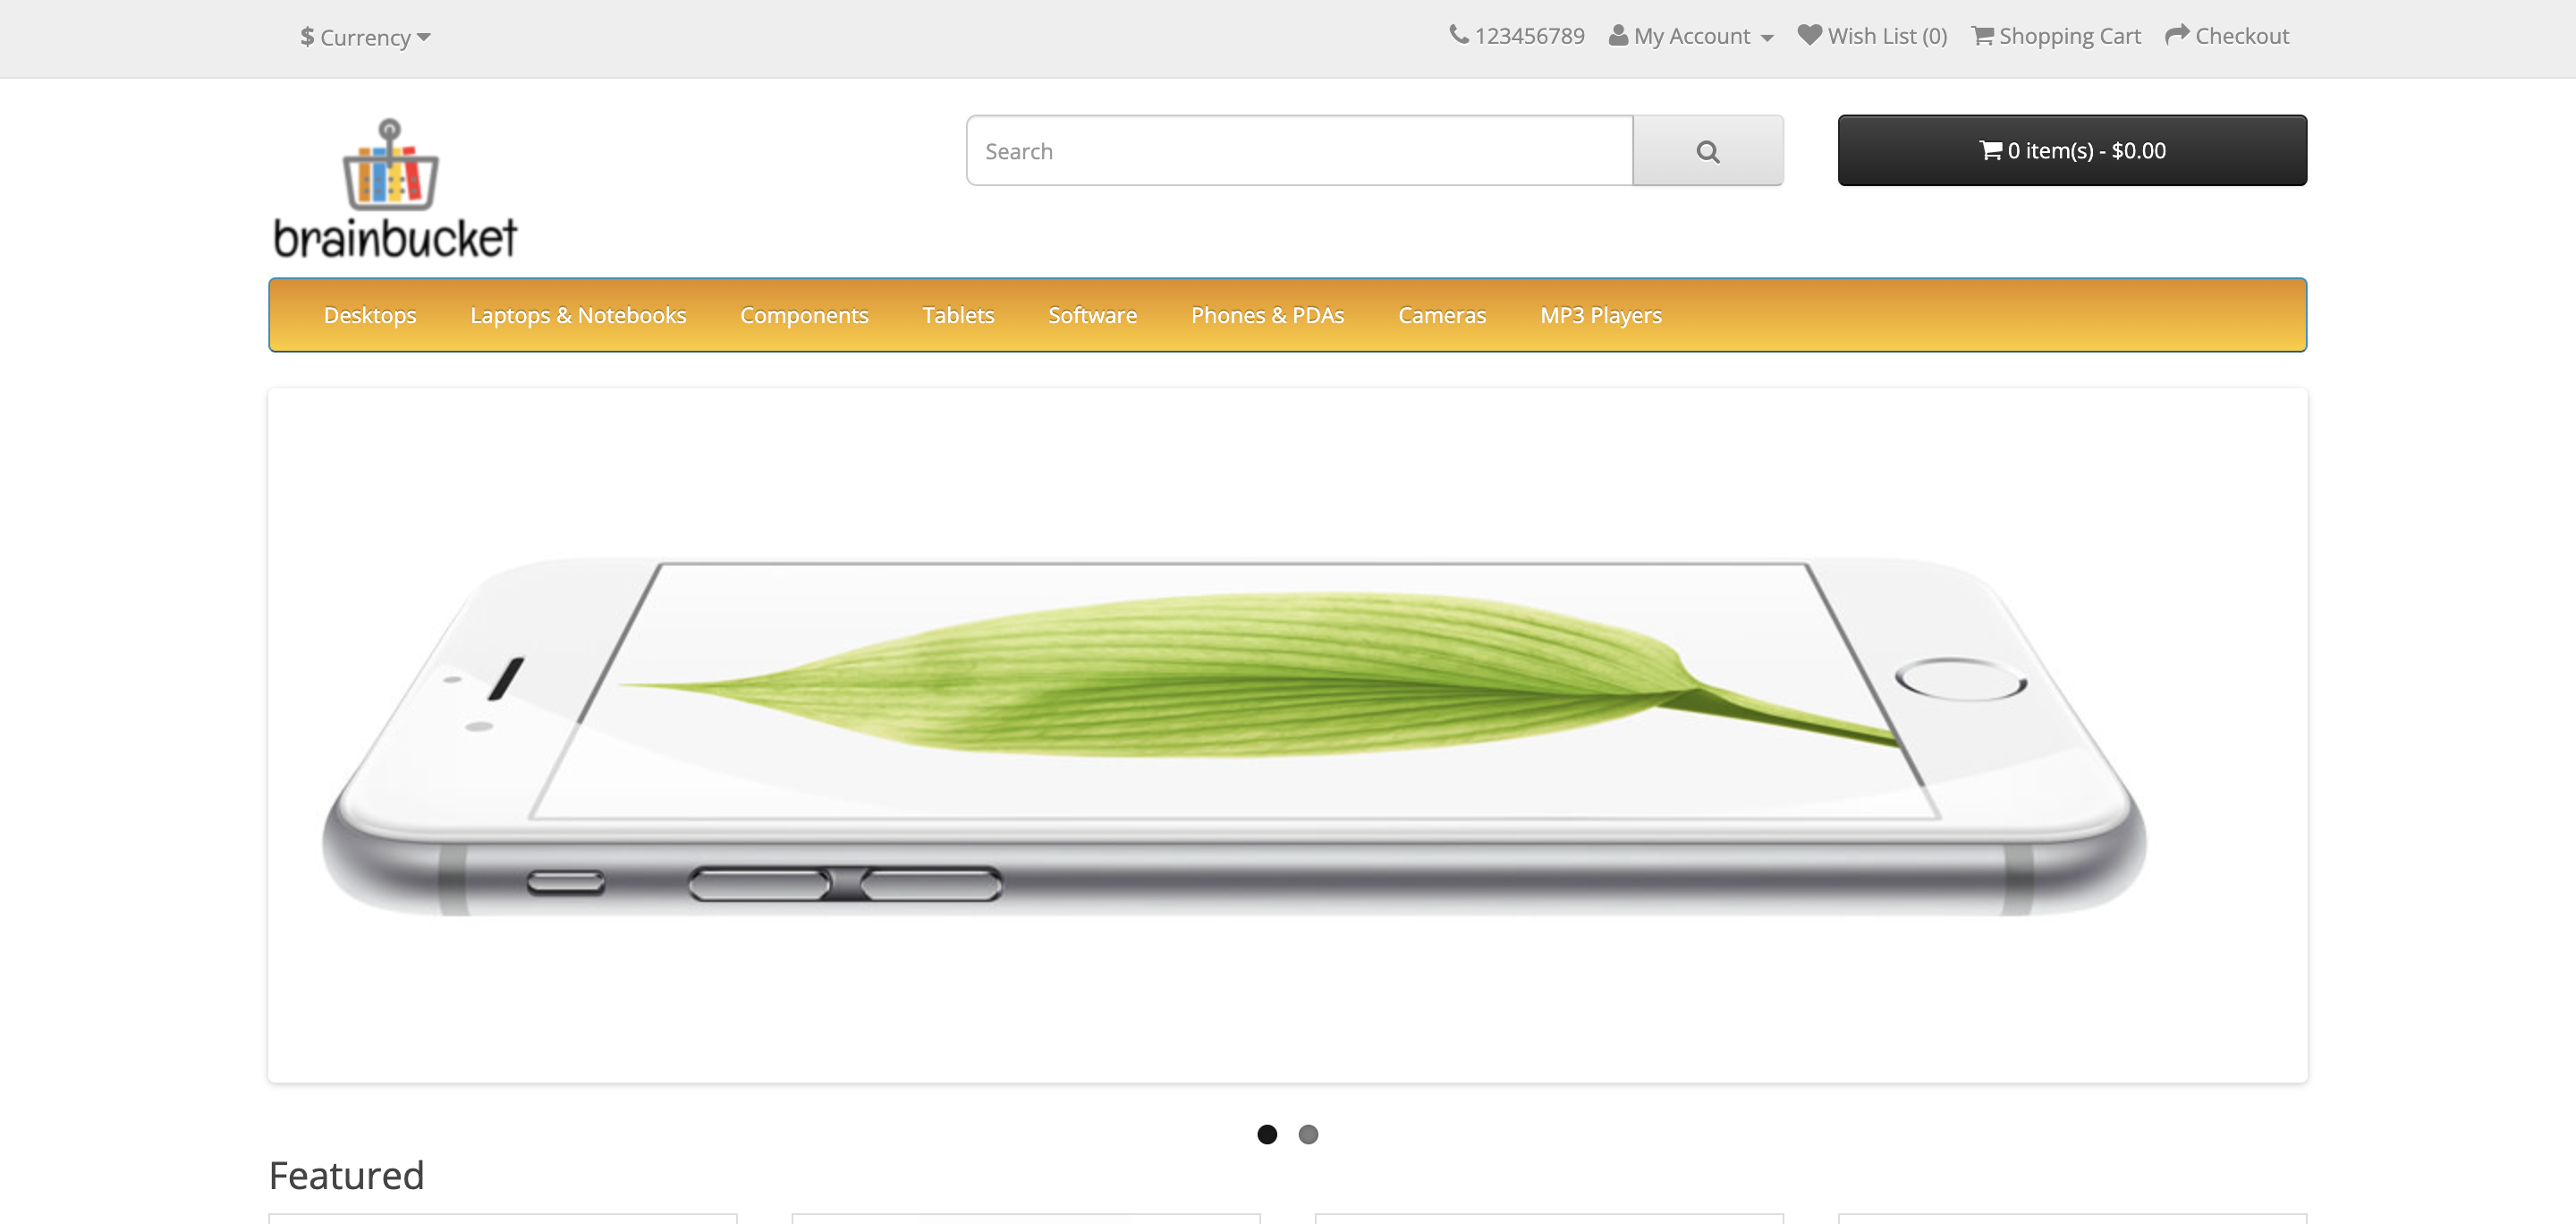 $ Currency
123456789 My Account Wish List (0) Shopping Cart Checkout
brainbucket
Search
0 item(s) - $0.00
Desktops Laptops & Notebooks Components Tablets Software Phones & PDAs Cameras MP3 Players
Featured